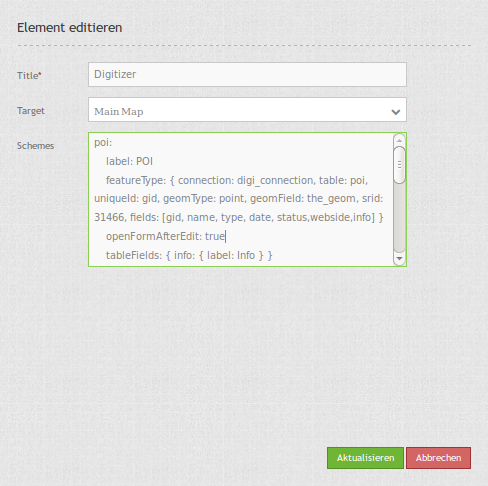 Element editieren
Title*
Digitizer
Target
Main Map
Schemes
poi:
label: POI
featureType: { connection: digi_connection, table: poi,
uniqueId: gid, geomType: point, geomField: the_geom, srid:
31466, fields: [gid, name, type, date, status,webside,info] }
openFormAfterEdit: true
tableFields: { info: { label: Info } }
Aktualisieren Abbrechen